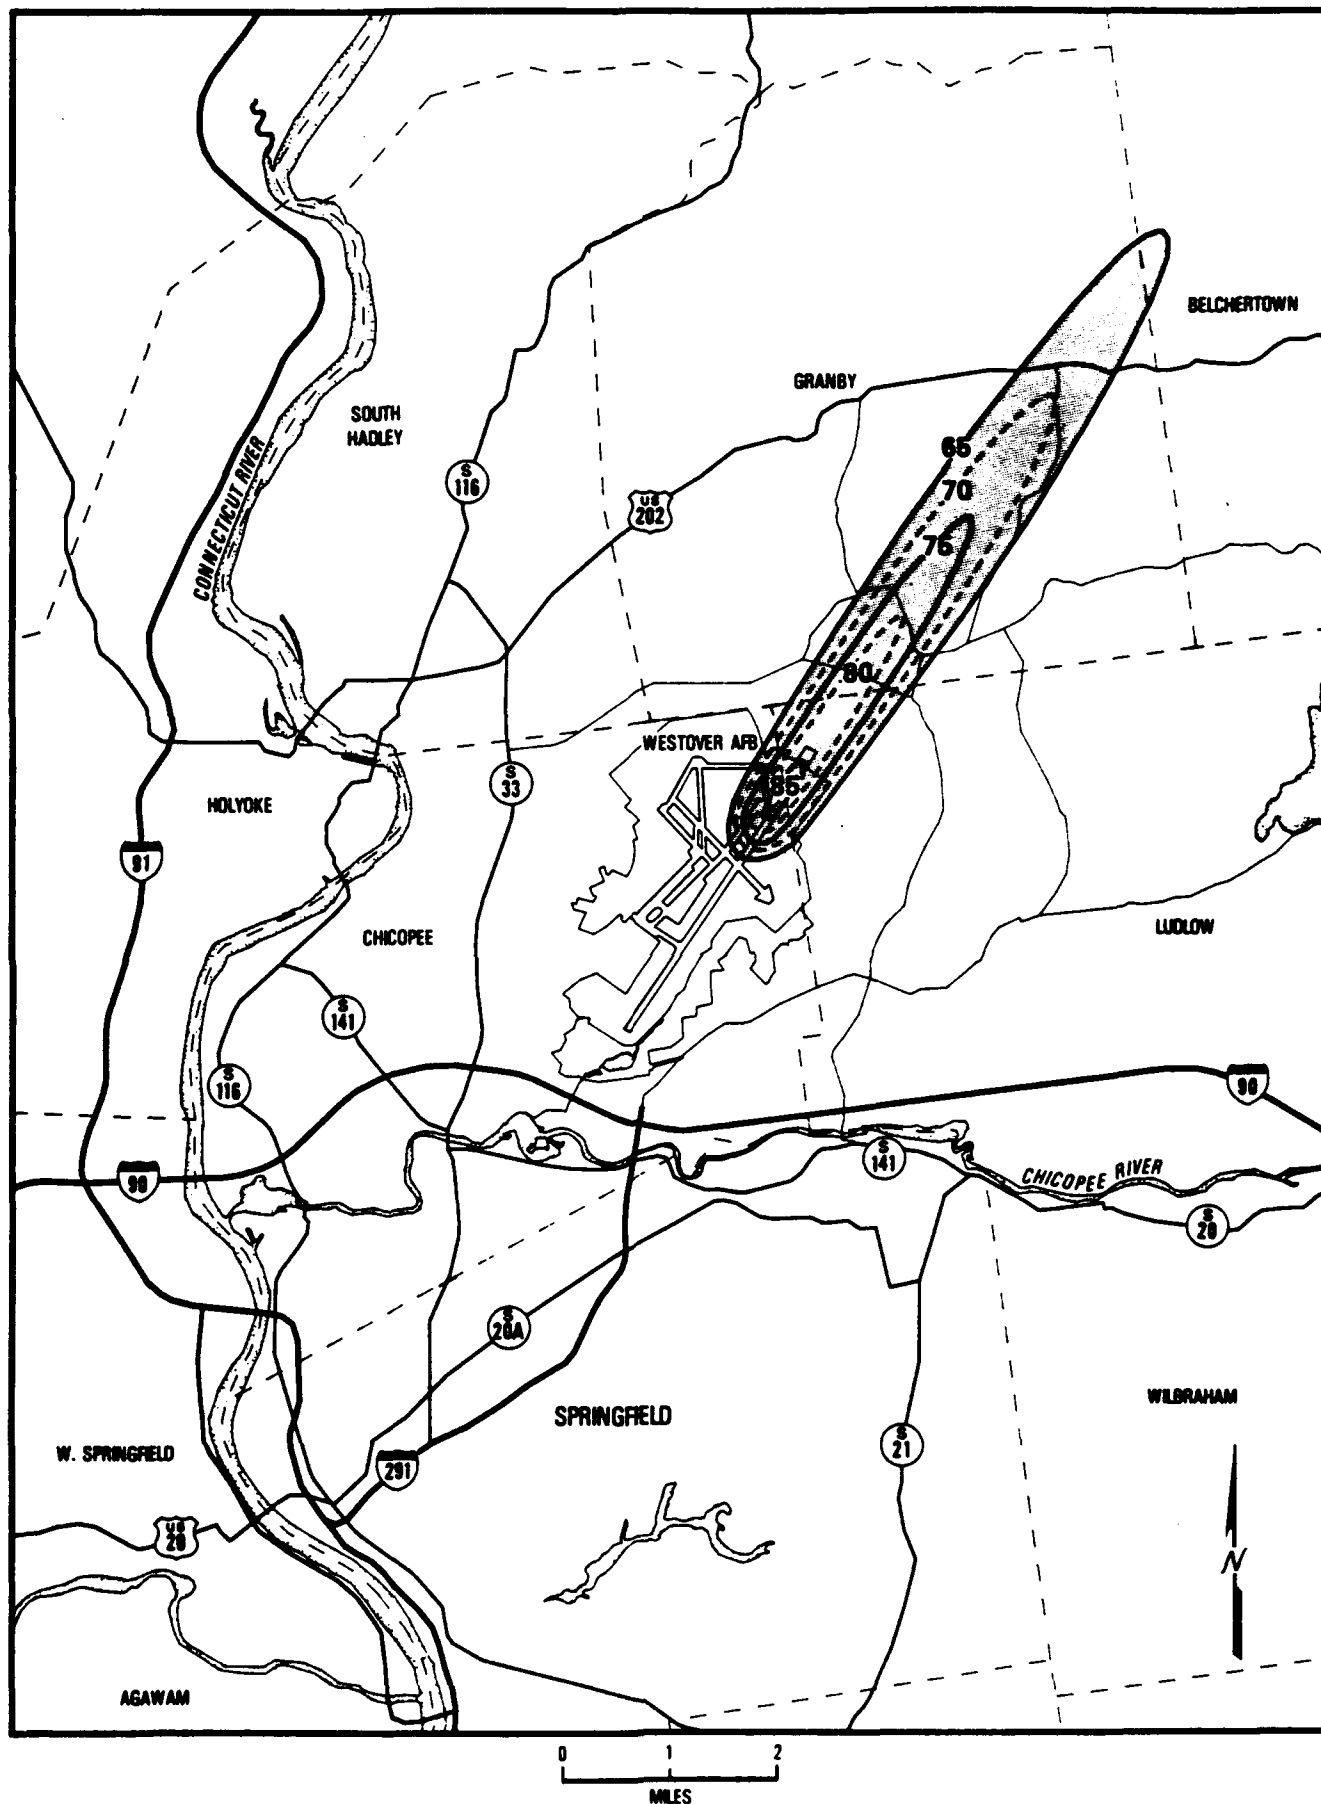 BELCHERTOWN
GRANBY
SOUTH
HADLEY
65
CONNECTICUT RIVER
S
116
70
US
202
75
80
WESTOVER AFB
S
33
85
HOLYOKE
91
CHICOPEE
LUDLOW
S
141
S
116
90
S
141
90
CHICOPEE RIVER
S
20
S
20A
WILBRAHAM
SPRINGFIELD
W. SPRINGFIELD
S
21
291
US
20
N
AGAWAM
0 1 2
MILES